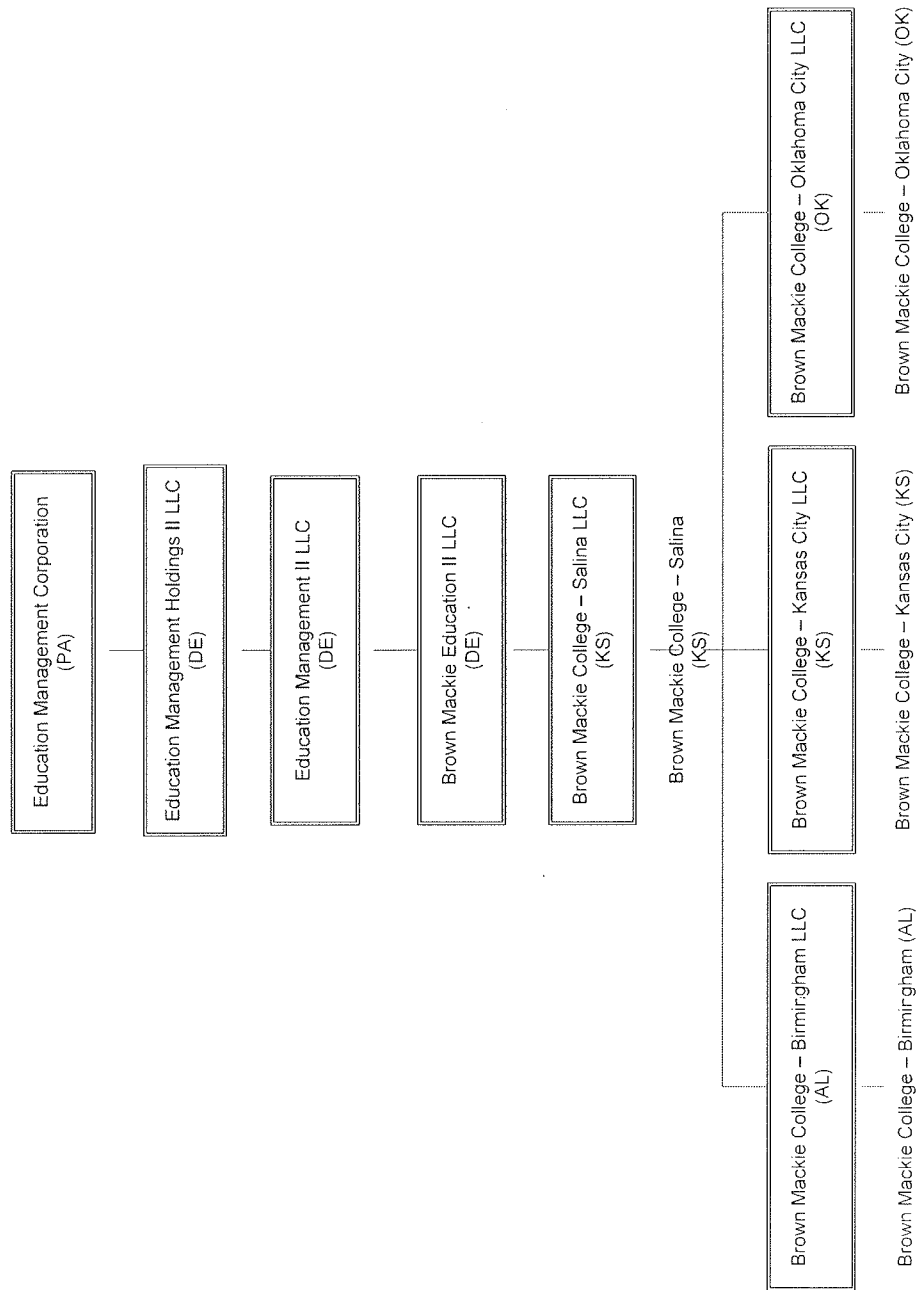 Education Management Corporation
(PA)
Education Management Holdings II LLC
(DE)
Education Management II LLC
(DE)
Brown Mackie Education II LLC
(DE)
Brown Mackie College – Salina LLC
(KS)
Brown Mackie College – Salina
(KS)
Brown Mackie College – Birmingham LLC
(AL)
Brown Mackie College – Birmingham (AL)
Brown Mackie College – Kansas City LLC
(KS)
Brown Mackie College – Kansas City (KS)
Brown Mackie College – Oklahoma City LLC
(OK)
Brown Mackie College – Oklahoma City (OK)